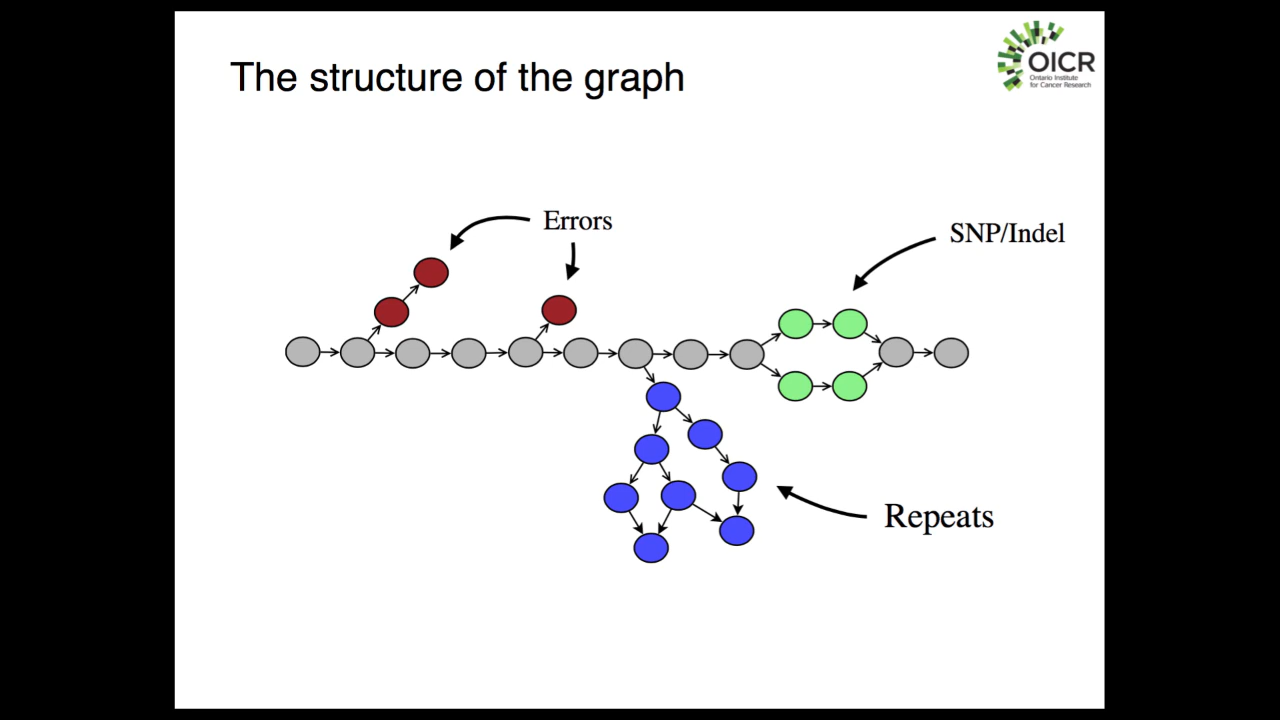 The structure of the graph
OICR
Ontario Institute
for Cancer Research
Errors
SNP/Indel
Repeats